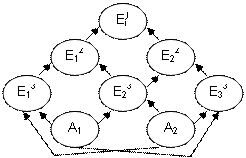 E₁¹
E₁² E₂²
E₁³ E₂³ E₃³
A₁ A₂